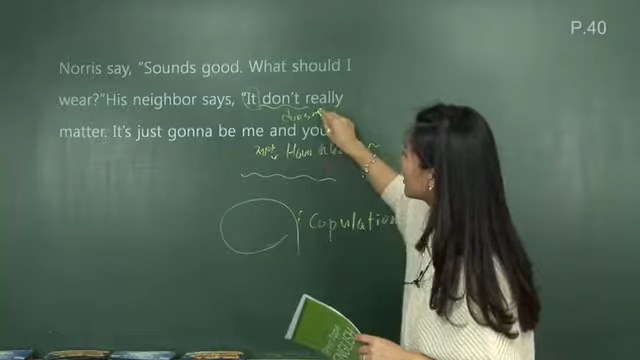 P.40
Norris say, “Sounds good. What should I
wear?”His neighbor says, “It don’t really
matter. It’s just gonna be me and you
: Copulation
ENGLISH